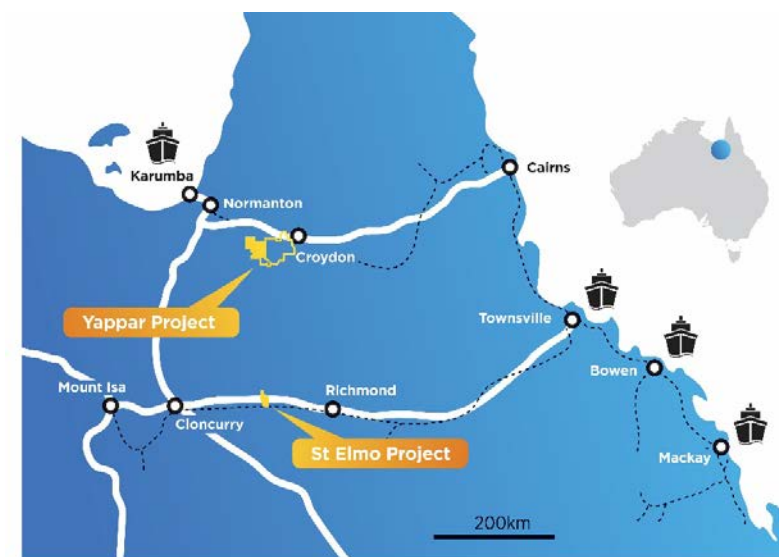 Karumba
Cairns
Normanton
Croydon
Yappar Project
Townsville
Bowen
Mount Isa
Richmond
Cloncurry
St Elmo Project
Mackay
200km